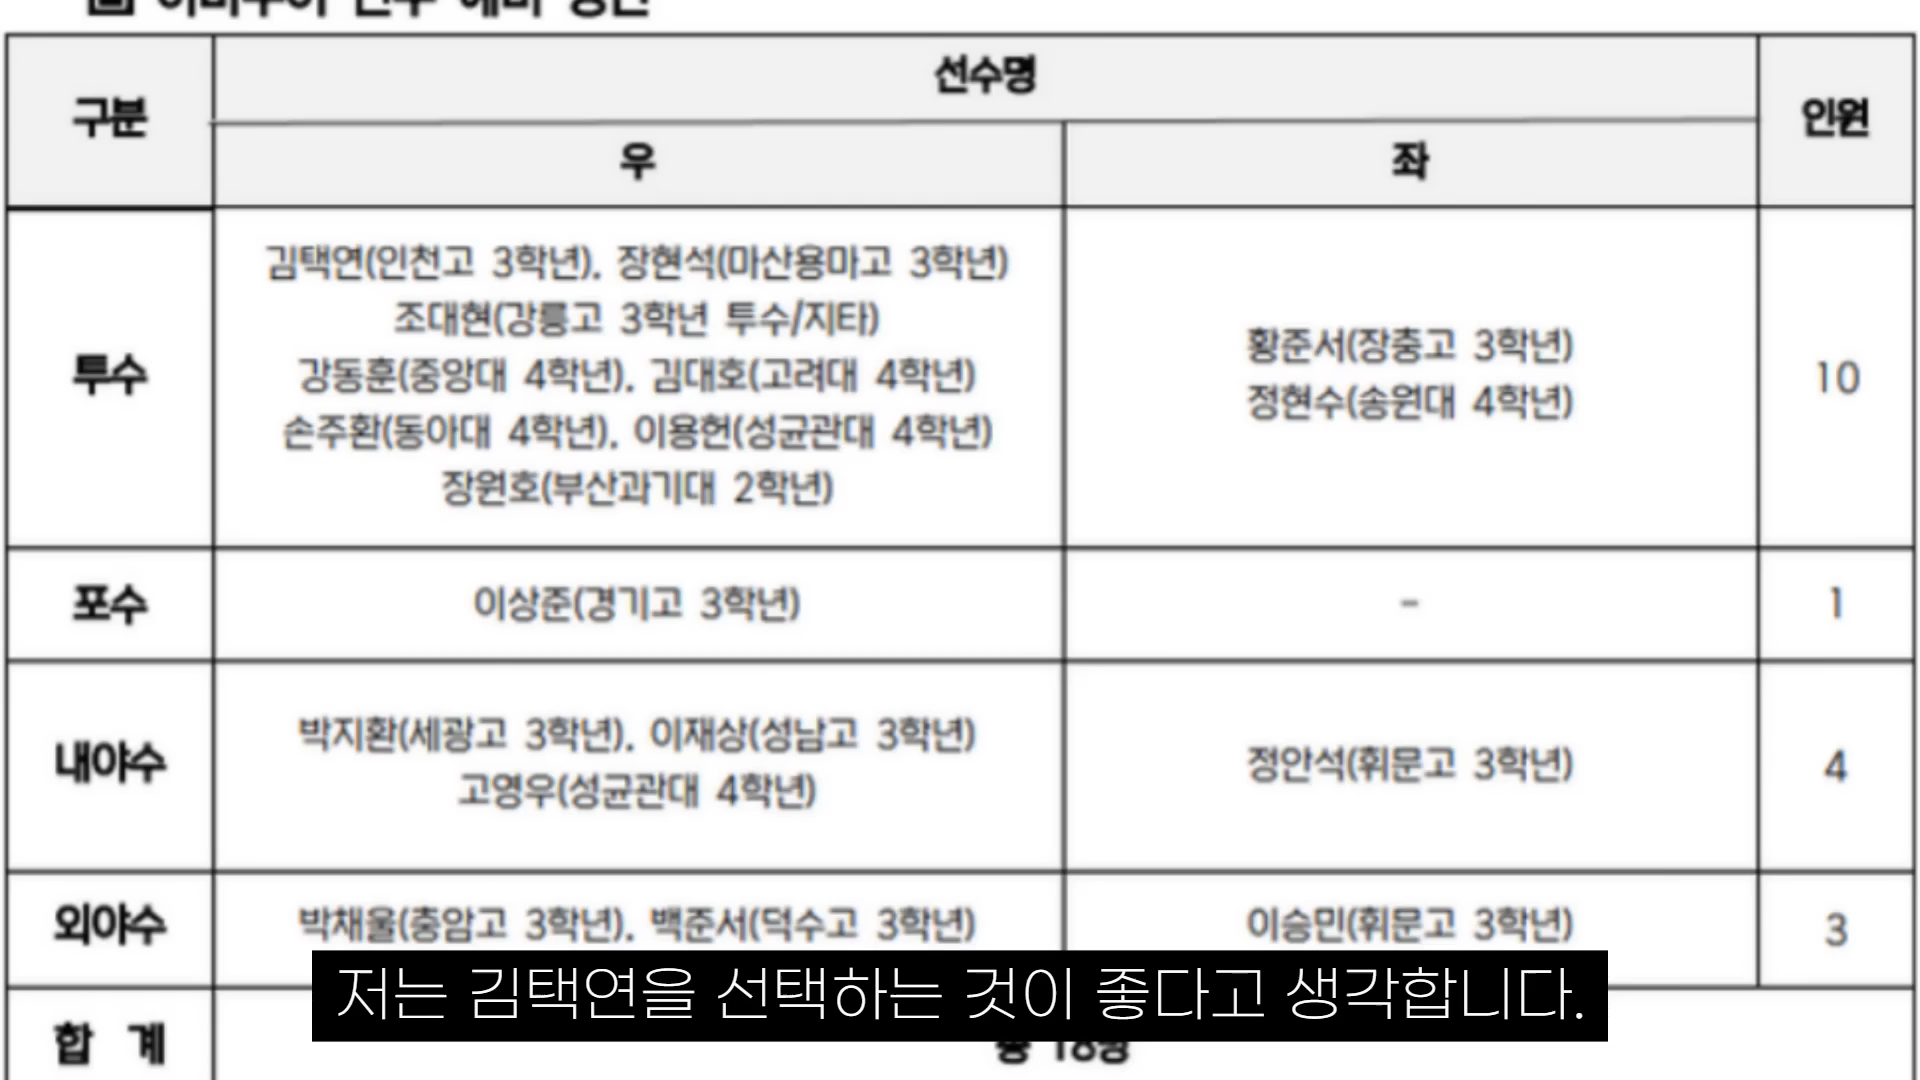 구분
선수명
인원
우
좌
투수
김택연(인천고 3학년), 장현석(마산용마고 3학년)
조대현(강릉고 3학년 투수/지타)
강동훈(중앙대 4학년), 김대호(고려대 4학년)
손주환(동아대 4학년), 이용헌(성균관대 4학년)
장원호(부산과기대 2학년)
황준서(장충고 3학년)
정현수(송원대 4학년)
10
포수
이상준(경기고 3학년)
-
1
내야수
박지환(세광고 3학년), 이재상(성남고 3학년)
고영우(성균관대 4학년)
정안석(휘문고 3학년)
4
외야수
박채울(충암고 3학년), 백준서(덕수고 3학년)
이승민(휘문고 3학년)
3
저는 김택연을 선택하는 것이 좋다고 생각합니다.
합 계
총 18명